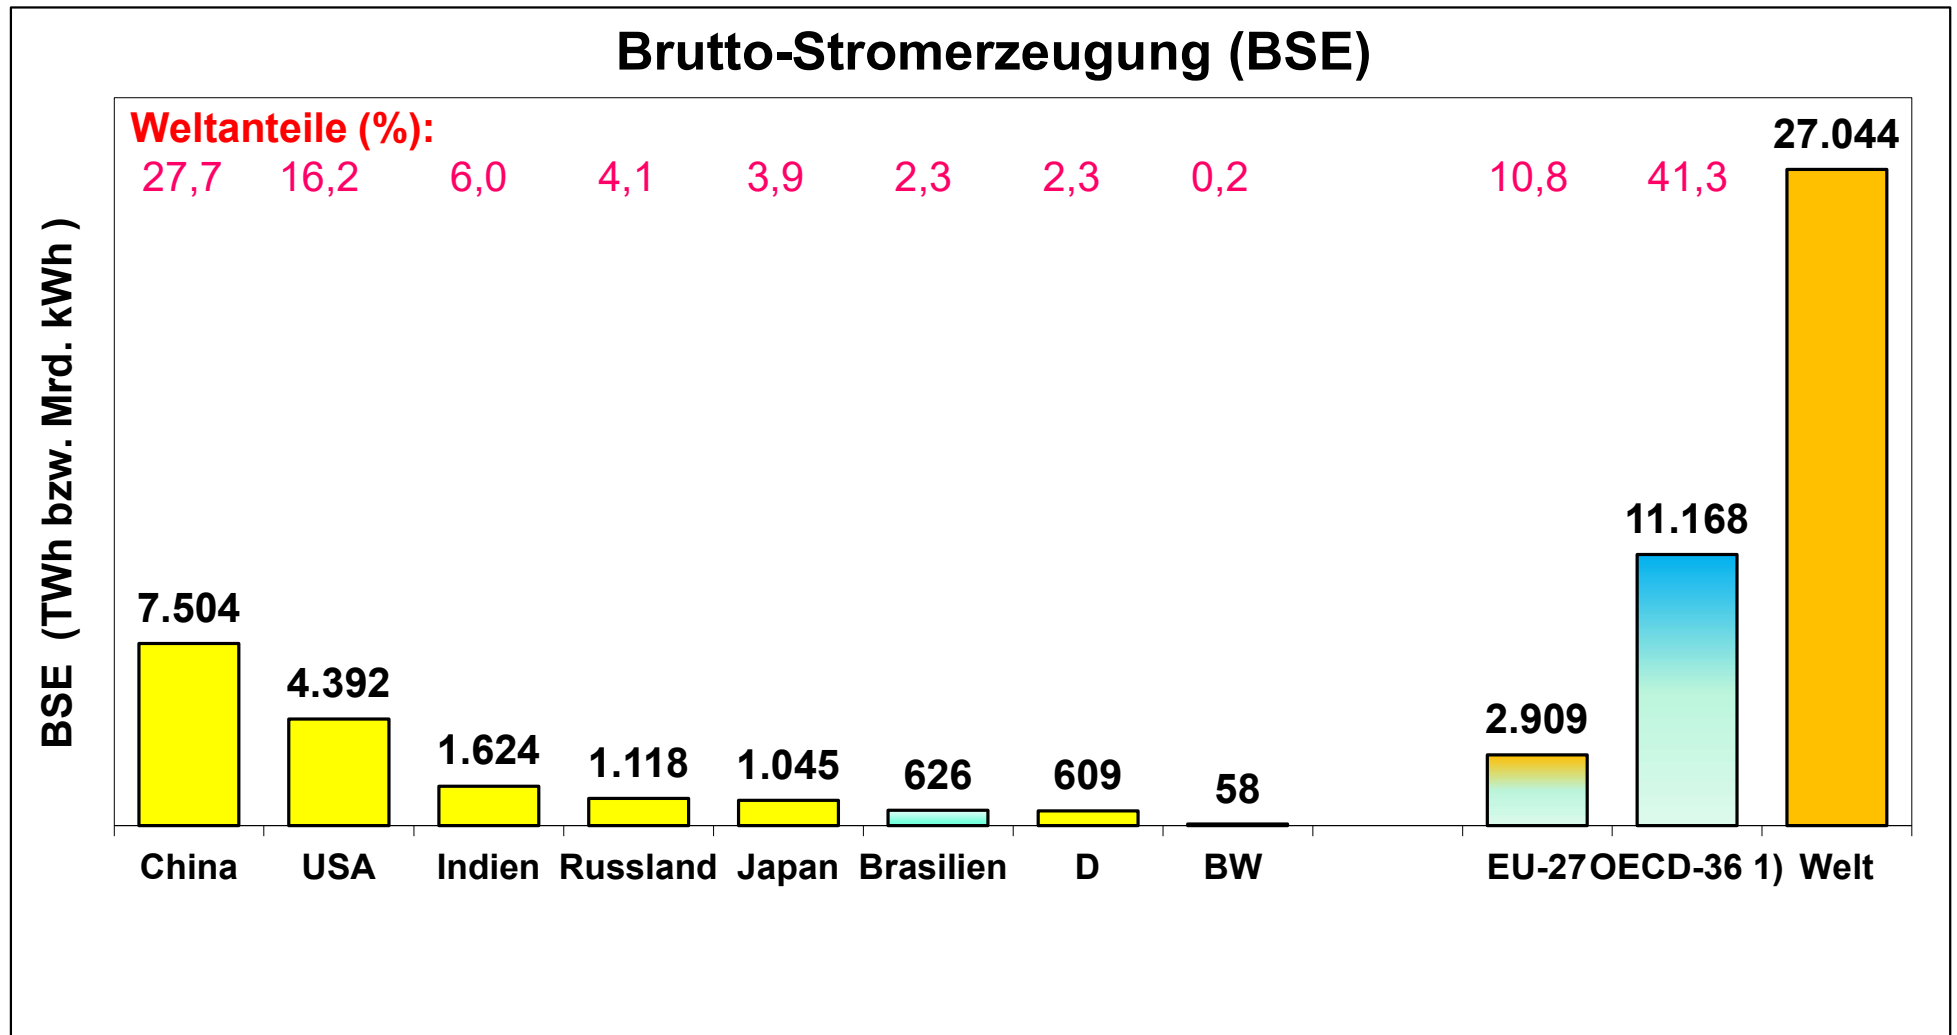 Brutto-Stromerzeugung (BSE)
Weltanteile (%):
27,7 16,2 6,0 4,1 3,9 2,3 2,3 0,2 10,8 41,3
27.044
11.168
7.504
4.392
1.624
1.118
1.045
626
609
58
2.909
BSE (TWh bzw. Mrd. kWh )
China USA Indien Russland Japan Brasilien D BW EU-27 OECD-36 1) Welt